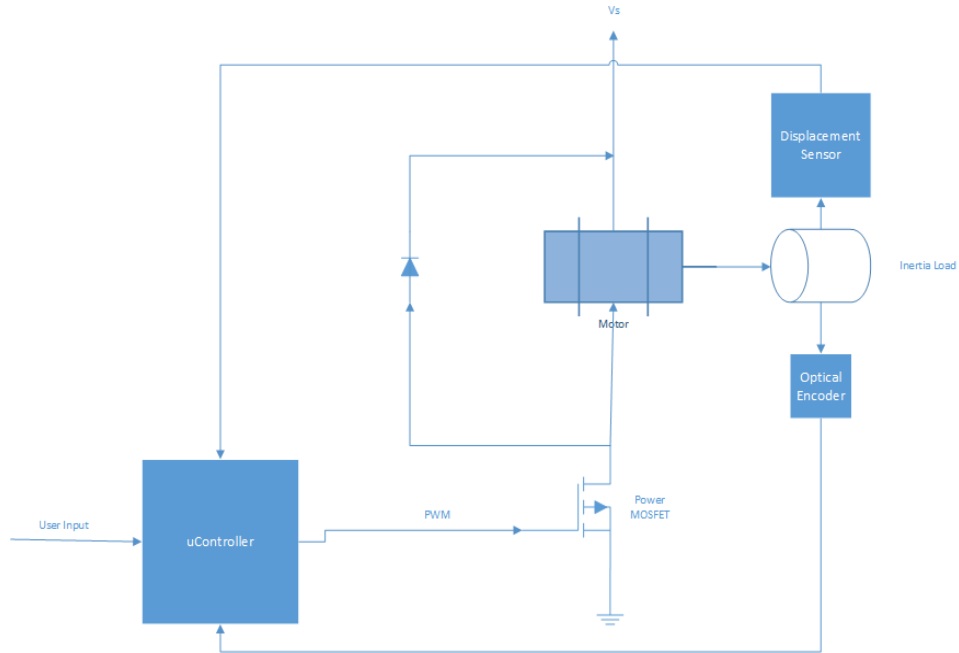 Vs
Displacement
Sensor
Inertia Load
Motor
Optical
Encoder
Power
MOSFET
PWM
User Input
uController